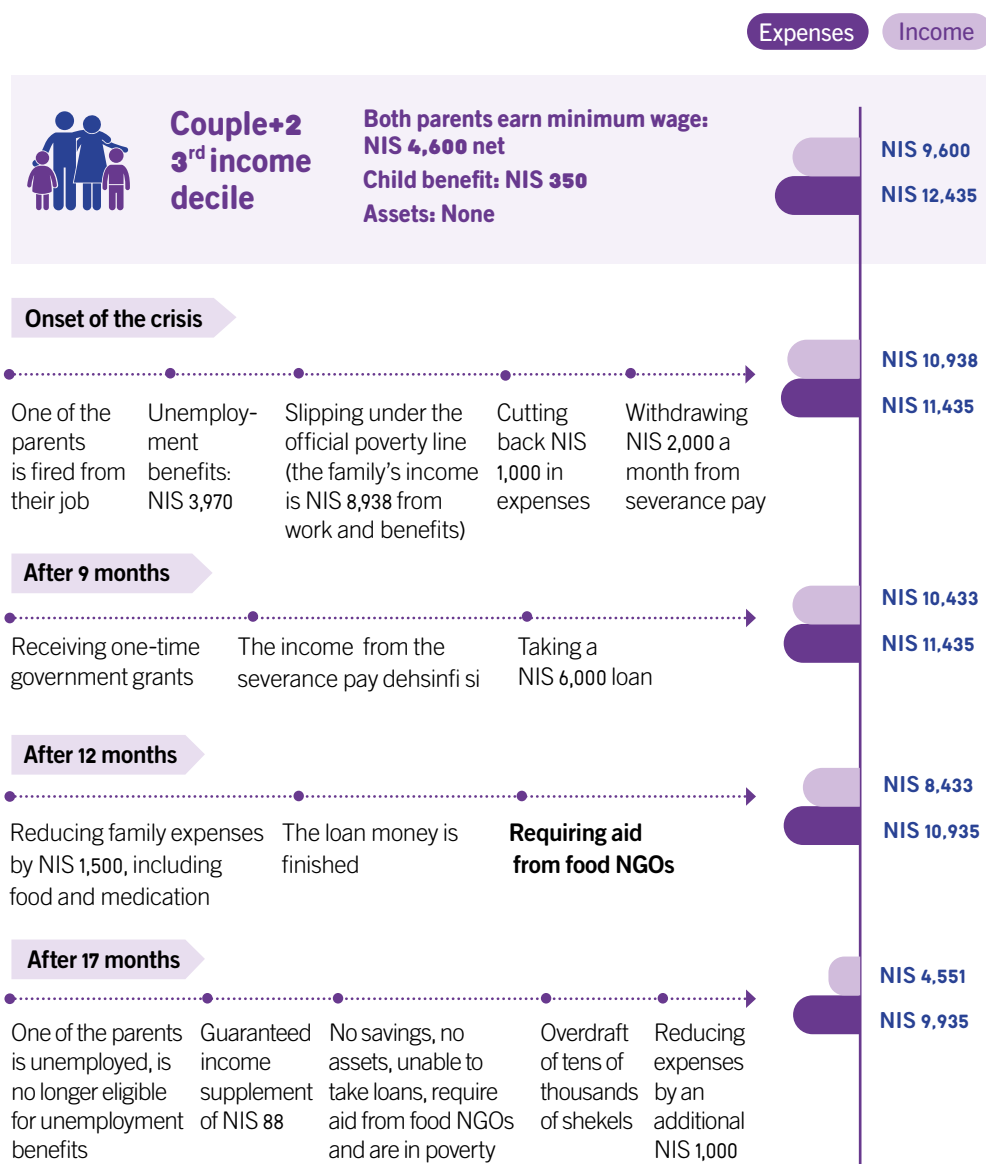 Expenses
Income
Couple+2
3rd income
decile
Both parents earn minimum wage:
NIS 4,600 net
Child benefit: NIS 350
Assets: None
NIS 9,600
NIS 12,435
Onset of the crisis
One of the
parents
is fired from
their job
Unemploy-
ment
benefits:
NIS 3,970
Slipping under the
official poverty line
(the family's income
is NIS 8,938 from
work and benefits)
Cutting
back NIS
1,000 in
expenses
Withdrawing
NIS 2,000 a
month from
severance pay
NIS 10,938
NIS 11,435
After 9 months
Receiving one-time
government grants
The income from the
severance pay dehsinfi si
Taking a
NIS 6,000 loan
NIS 10,433
NIS 11,435
After 12 months
Reducing family expenses
by NIS 1,500, including
food and medication
The loan money is
finished
Requiring aid
from food NGOs
NIS 8,433
NIS 10,935
After 17 months
One of the parents
is unemployed, is
no longer eligible
for unemployment
benefits
Guaranteed
income
supplement
of NIS 88
No savings, no
assets, unable to
take loans, require
aid from food NGOs
and are in poverty
Overdraft
of tens of
thousands
of shekels
Reducing
expenses
by an
additional
NIS 1,000
NIS 4,551
NIS 9,935